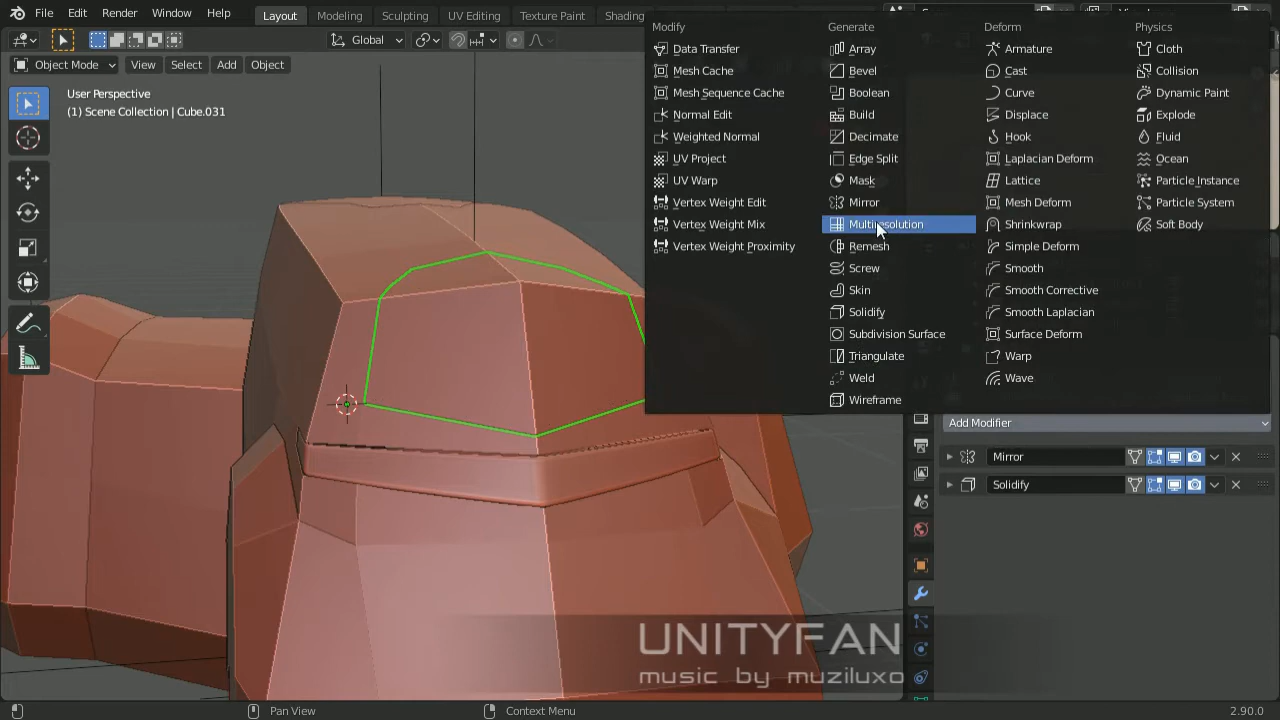 File Edit Render Window Help
Layout Modeling Sculpting UV Editing Texture Paint Shading
Global
Object Mode View Select Add Object
User Perspective
(1) Scene Collection | Cube.031
Modify
Data Transfer
Mesh Cache
Mesh Sequence Cache
Normal Edit
Weighted Normal
UV Project
UV Warp
Vertex Weight Edit
Vertex Weight Mix
Vertex Weight Proximity
Generate
Array
Bevel
Boolean
Build
Decimate
Edge Split
Mask
Mirror
Multiresolution
Remesh
Screw
Skin
Solidify
Subdivision Surface
Triangulate
Weld
Wireframe
Deform
Armature
Cast
Curve
Displace
Hook
Laplacian Deform
Lattice
Mesh Deform
Shrinkwrap
Simple Deform
Smooth
Smooth Corrective
Smooth Laplacian
Surface Deform
Warp
Wave
Physics
Cloth
Collision
Dynamic Paint
Explode
Fluid
Ocean
Particle Instance
Particle System
Soft Body
Add Modifier
Mirror
Solidify
UNITYFAN
music by muziluxo
Pan View
Context Menu
2.90.0